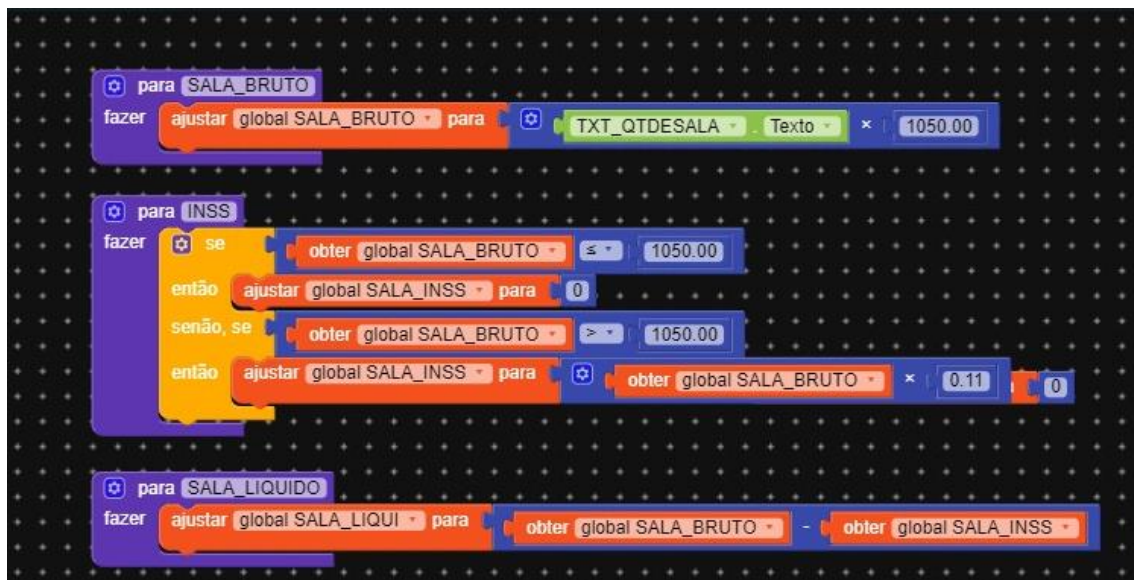 para SALA_BRUTO
fazer ajustar global SALA_BRUTO para TXT_QTDESALA . Texto × 1050.00
para INSS
fazer se obter global SALA_BRUTO ≤ 1050.00
então ajustar global SALA_INSS para 0
senão, se obter global SALA_BRUTO > 1050.00
então ajustar global SALA_INSS para obter global SALA_BRUTO × 0.11 0
para SALA_LIQUIDO
fazer ajustar global SALA_LIQUI para obter global SALA_BRUTO - obter global SALA_INSS